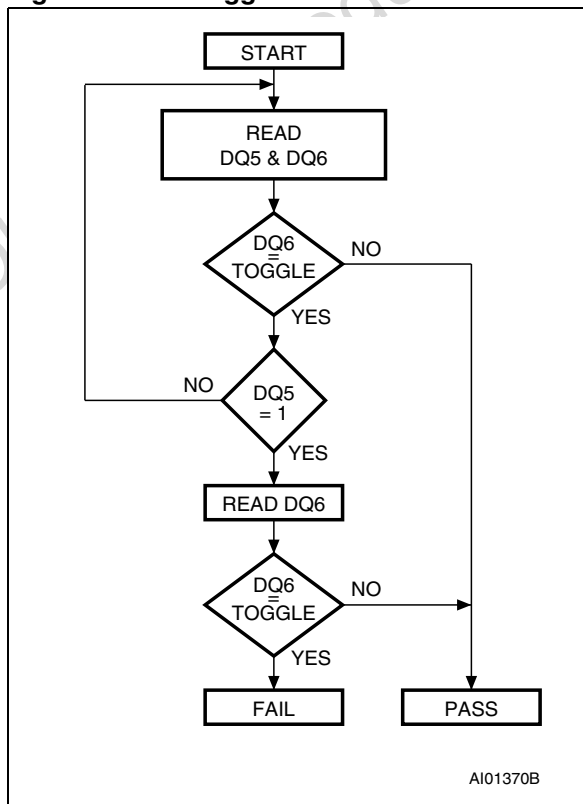 START
READ
DQ5 & DQ6
DQ6
=
TOGGLE
NO
YES
NO
DQ5
= 1
YES
READ DQ6
DQ6
=
TOGGLE
NO
YES
FAIL
PASS
AI01370B